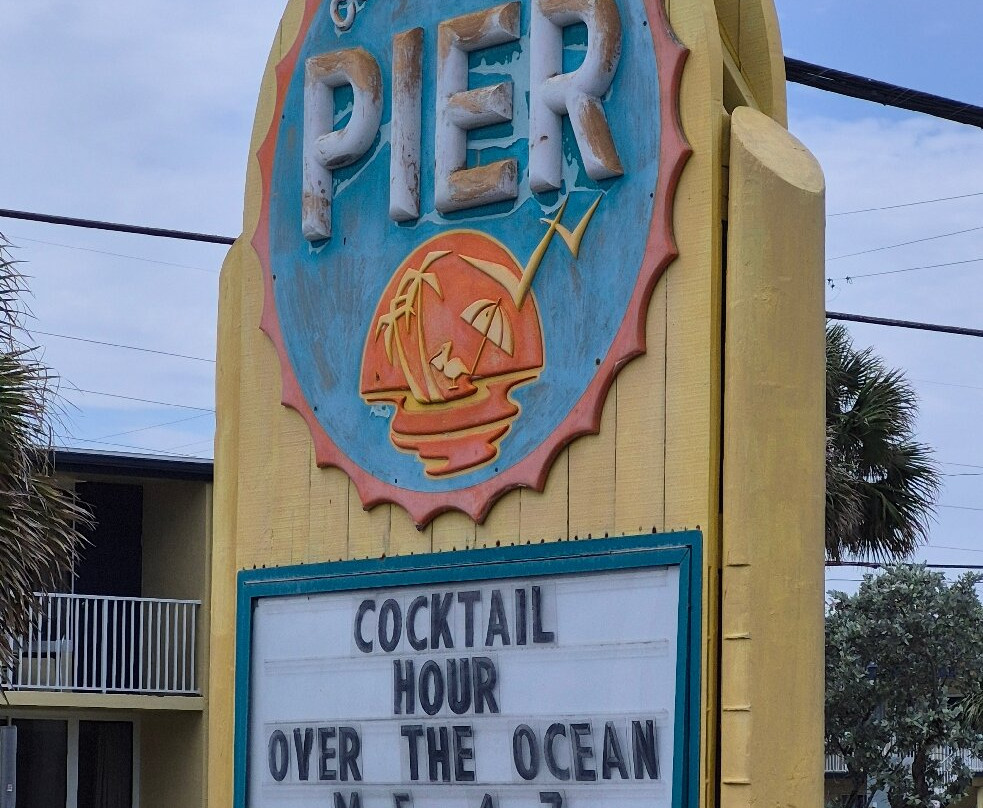 PIER
COCKTAIL
HOUR
OVER THE OCEAN